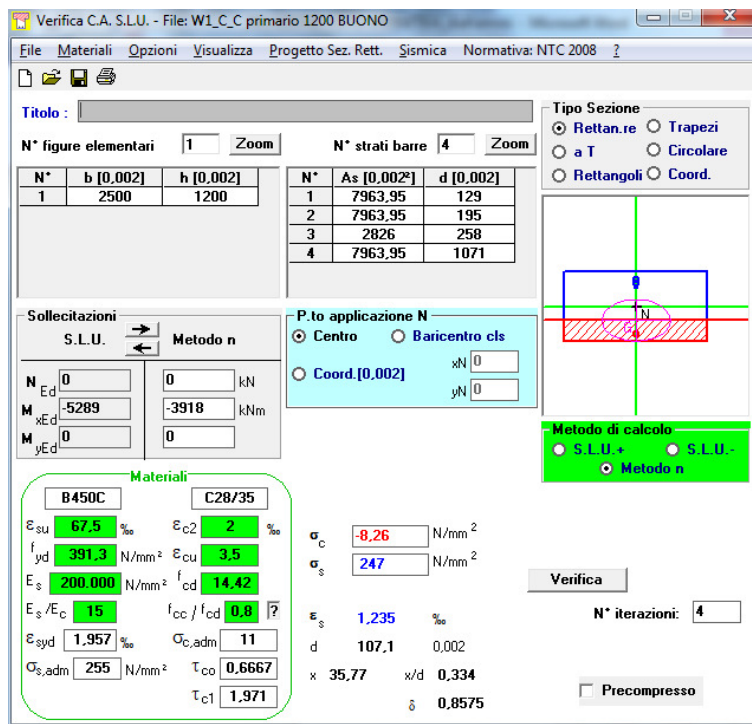 Verifica C.A. S.L.U. - File: W1_C_C primario 1200 BUONO
File Materiali Opzioni Visualizza Progetto Sez. Rett. Sismica Normativa: NTC 2008 ?
Titolo :
N° figure elementari 1 Zoom
N° strati barre 4 Zoom
N° b [0,002] h [0,002]
1 2500 1200
N° As [0,002²] d [0,002]
1 7963,95 129
2 7963,95 195
3 2826 258
4 7963,95 1071
Tipo Sezione
Rettan.re Trapezi
a T Circolare
Rettangoli Coord.
N
G
Sollecitazioni
S.L.U. Metodo n
N Ed 0 0 kN
M xEd -5289 -3918 kNm
M yEd 0 0
P.to applicazione N
Centro Baricentro cls
Coord.[0,002]
xN 0
yN 0
Metodo di calcolo
S.L.U.+ S.L.U.-
Metodo n
Materiali
B450C C28/35
εsu 67,5 ‰ εc2 2 ‰
fyd 391,3 N/mm² εcu 3,5
Es 200.000 N/mm² fcd 14,42
Es/Ec 15 fcc / fcd 0,8 ?
εsyd 1,957 ‰ σc,adm 11
σs,adm 255 N/mm² τco 0,6667
τc1 1,971
σc -8,26 N/mm²
σs 247 N/mm²
εs 1,235 ‰
d 107,1 0,002
x 35,77 x/d 0,334
δ 0,8575
Verifica
N° iterazioni: 4
Precompresso